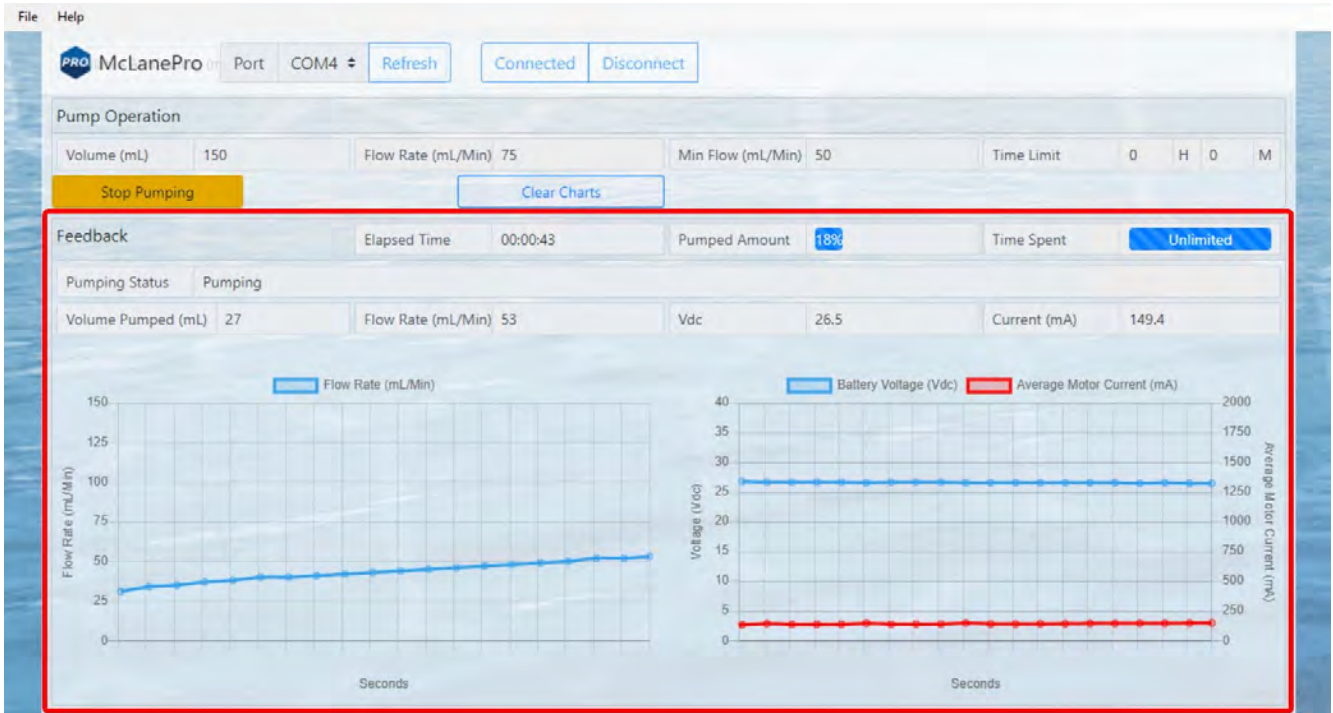 File Help
PRO McLanePro Port COM4 Refresh Connected Disconnect
Pump Operation
Volume (mL) 150 Flow Rate (mL/Min) 75 Min Flow (mL/Min) 50 Time Limit 0 H 0 M
Stop Pumping Clear Charts
Feedback Elapsed Time 00:00:43 Pumped Amount 18% Time Spent Unlimited
Pumping Status Pumping
Volume Pumped (mL) 27 Flow Rate (mL/Min) 53 Vdc 26.5 Current (mA) 149.4
Flow Rate (mL/Min)
150
125
100
75
50
25
0
Flow Rate (mL/Min)
Seconds
Battery Voltage (Vdc) Average Motor Current (mA)
40
35
30
25
20
15
10
5
0
Voltage (Vdc)
2000
1750
1500
1250
1000
750
500
250
0
Average Motor Current (mA)
Seconds